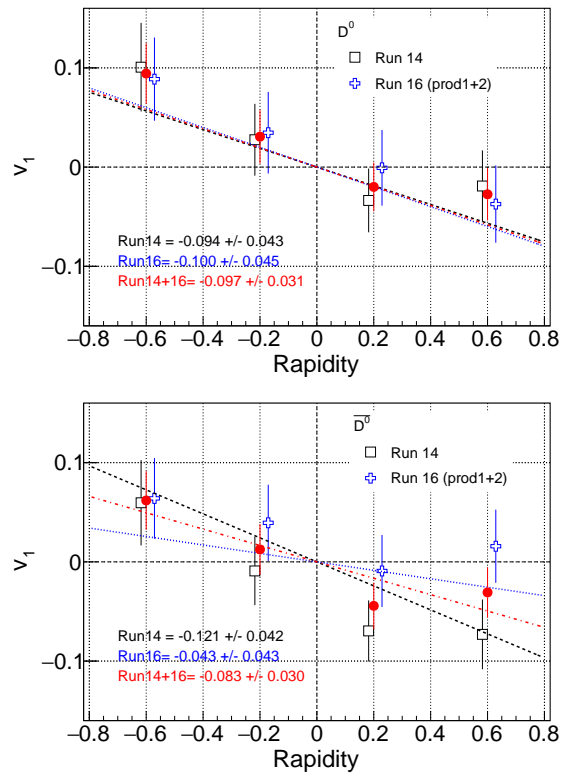 D⁰
Run 14
Run 16 (prod1+2)
v₁
0.1
0
−0.1
Run14 = -0.094 +/- 0.043
Run16= -0.100 +/- 0.045
Run14+16= -0.097 +/- 0.031
−0.8 −0.6 −0.4 −0.2 0 0.2 0.4 0.6 0.8
Rapidity
D̅⁰
Run 14
Run 16 (prod1+2)
v₁
0.1
0
−0.1
Run14 = -0.121 +/- 0.042
Run16= -0.043 +/- 0.043
Run14+16= -0.083 +/- 0.030
−0.8 −0.6 −0.4 −0.2 0 0.2 0.4 0.6 0.8
Rapidity